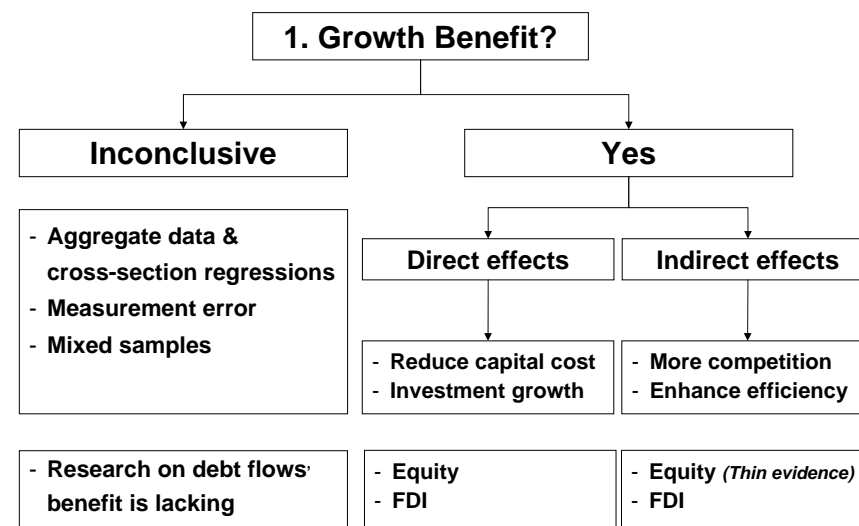 1. Growth Benefit?
Inconclusive
Yes
- Aggregate data &
cross-section regressions
- Measurement error
- Mixed samples
Direct effects
Indirect effects
- Reduce capital cost
- Investment growth
- More competition
- Enhance efficiency
- Research on debt flows’
benefit is lacking
- Equity
- FDI
- Equity (Thin evidence)
- FDI